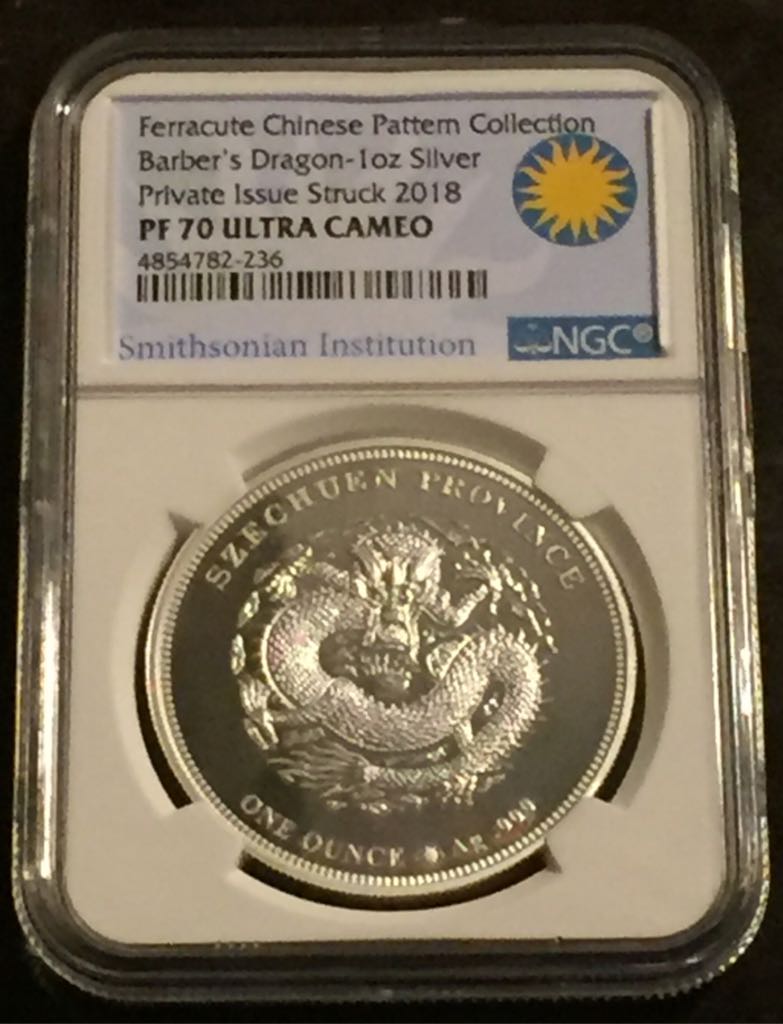 Ferracute Chinese Pattern Collection
Barber's Dragon-1oz Silver
Private Issue Struck 2018
PF 70 ULTRA CAMEO
4854782-236
Smithsonian Institution
NGC®
SZECHUEN PROVINCE
ONE OUNCE AG .999